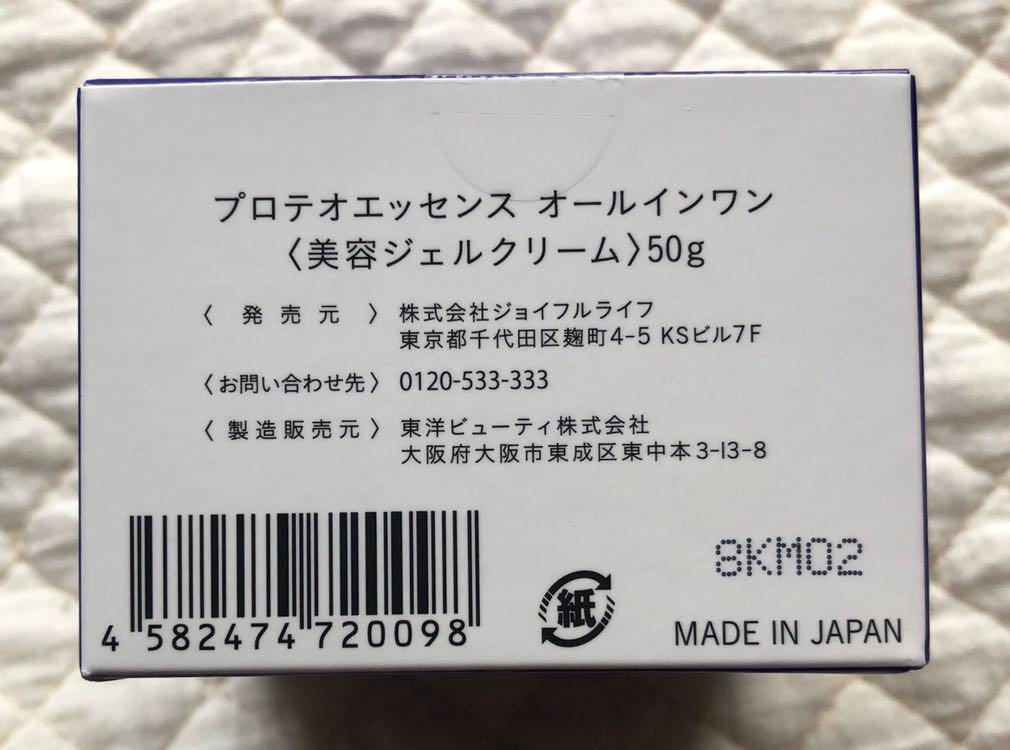 プロテオエッセンス オールインワン
〈美容ジェルクリーム〉50g
〈発売元〉 株式会社ジョイフルライフ
東京都千代田区麹町4-5 KSビル7F
〈お問い合わせ先〉 0120-533-333
〈製造販売元〉 東洋ビューティ株式会社
大阪府大阪市東成区東中本3-13-8
8KM02
紙
MADE IN JAPAN
4 582474 720098